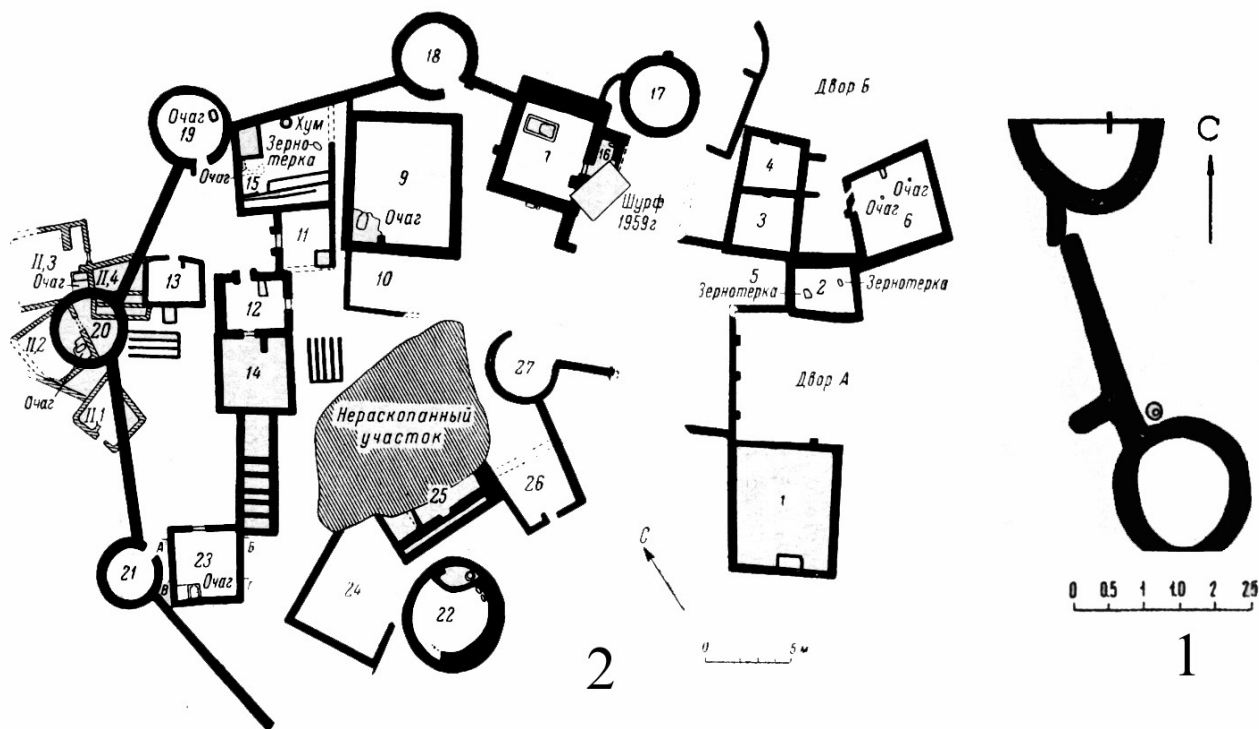 2
18
Двор Б
17
Очаг
19
Хум
Зерно-
терка
Очаг
15
9
Очаг
7
16
Шурф
1959г
4
3
Очаг
Очаг
6
С
11
10
5
Зернотерка
2
Зернотерка
II,3
Очаг
II,4
13
12
20
II,2
Очаг
II,1
14
27
Двор А
Нераскопанный
участок
25
26
1
А
Б
21
23
Очаг
В
Г
24
22
С
0 5 м
2
0 0.5 1 1.0 2 2.5
1